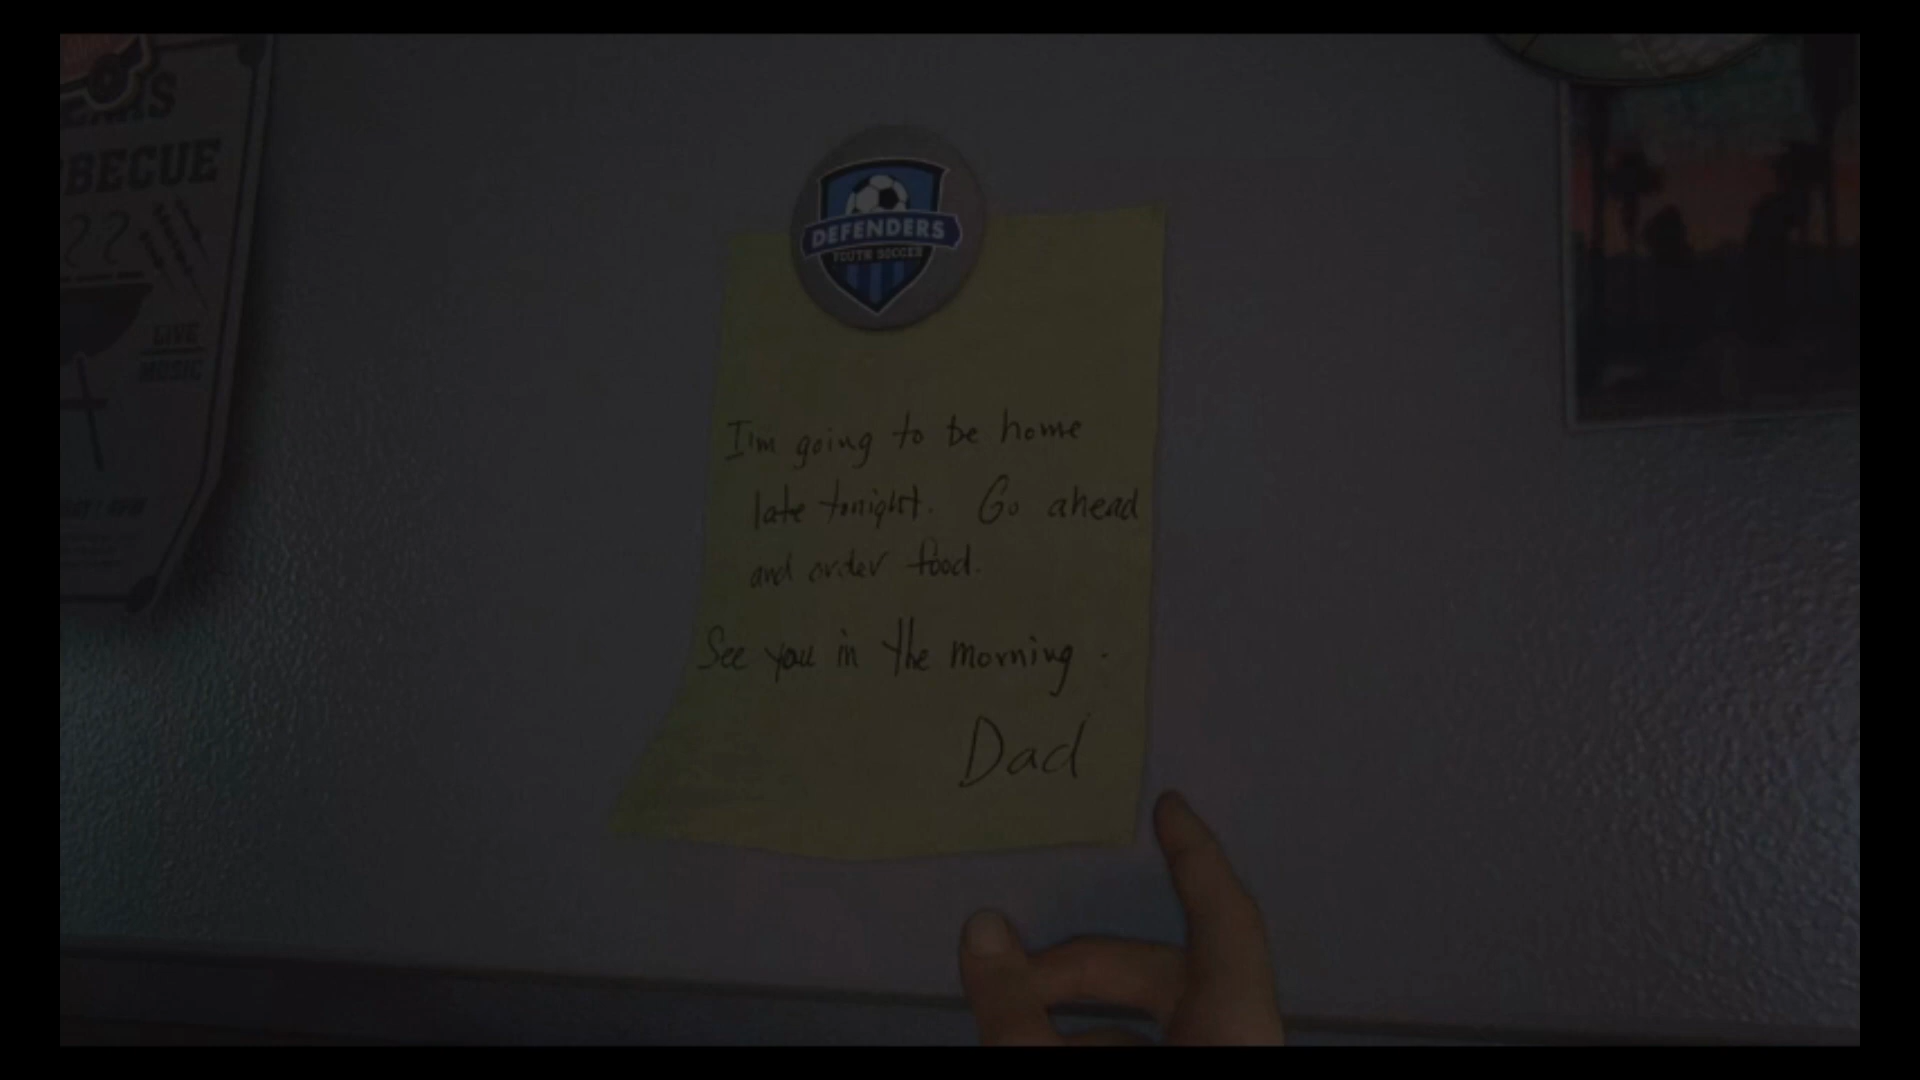 BECUE
LIVE
MUSIC
DEFENDERS
YOUTH SOCCER
I'm going to be home
late tonight. Go ahead
and order food.
See you in the morning.
Dad